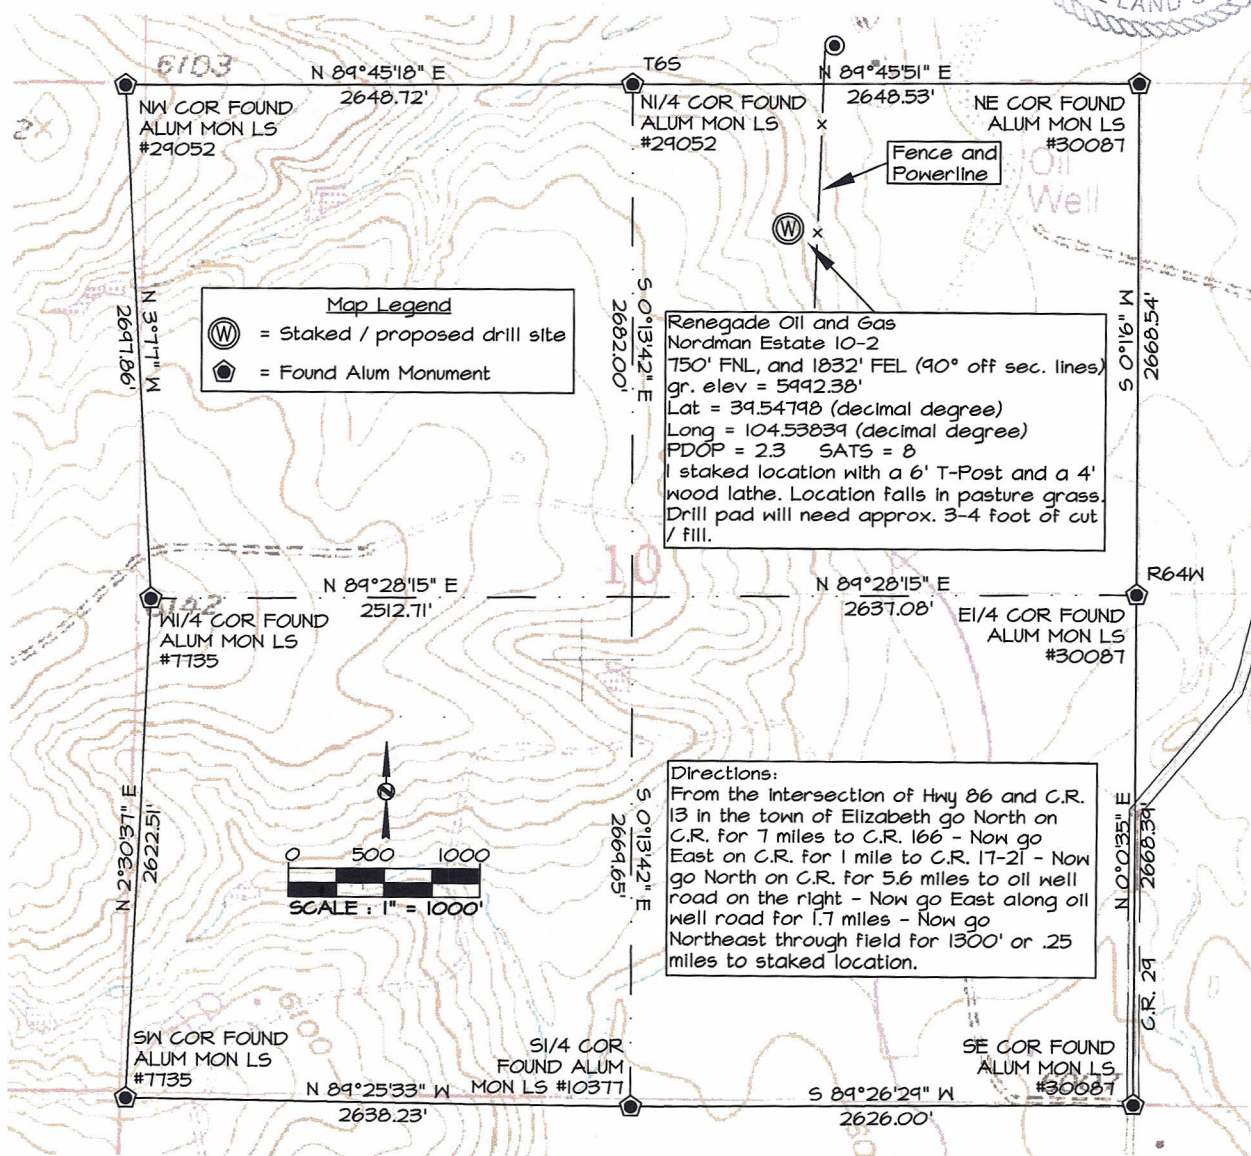 LAND S
6103
N 89°45'18" E
2648.72'
T6S
N 89°45'51" E
2648.53'
NW COR FOUND
ALUM MON LS
#29052
N1/4 COR FOUND
ALUM MON LS
#29052
NE COR FOUND
ALUM MON LS
#30087
2
Fence and
Powerline
Oil
Well
W
N 3°7'7" W
2697.86'
Map Legend
W = Staked / proposed drill site
= Found Alum Monument
S 0°13'42" E
2682.00'
S 0°16" W
2668.54'
Renegade Oil and Gas
Nordman Estate 10-2
750' FNL, and 1832' FEL (90° off sec. lines)
gr. elev = 5992.38'
Lat = 39.54798 (decimal degree)
Long = 104.53839 (decimal degree)
PDOP = 2.3 SATS = 8
I staked location with a 6' T-Post and a 4'
wood lathe. Location falls in pasture grass.
Drill pad will need approx. 3-4 foot of cut
/ fill.
10
N 89°28'15" E
2512.71'
N 89°28'15" E
2637.08'
R64W
W1/4 COR FOUND
ALUM MON LS
#7735
E1/4 COR FOUND
ALUM MON LS
#30087
N 2°30'37" E
2622.51'
N
0 500 1000
SCALE : 1" = 1000'
S 0°13'42" E
2669.65'
Directions:
From the intersection of Hwy 86 and C.R.
13 in the town of Elizabeth go North on
C.R. for 7 miles to C.R. 166 - Now go
East on C.R. for 1 mile to C.R. 17-21 - Now
go North on C.R. for 5.6 miles to oil well
road on the right - Now go East along oil
well road for 1.7 miles - Now go
Northeast through field for 1300' or .25
miles to staked location.
N 0°0'35" E
2668.39'
C.R. 29
6100
SW COR FOUND
ALUM MON LS
#7735
S1/4 COR
FOUND ALUM
MON LS #10377
SE COR FOUND
ALUM MON LS
#30087
N 89°25'33" W
2638.23'
S 89°26'29" W
2626.00'